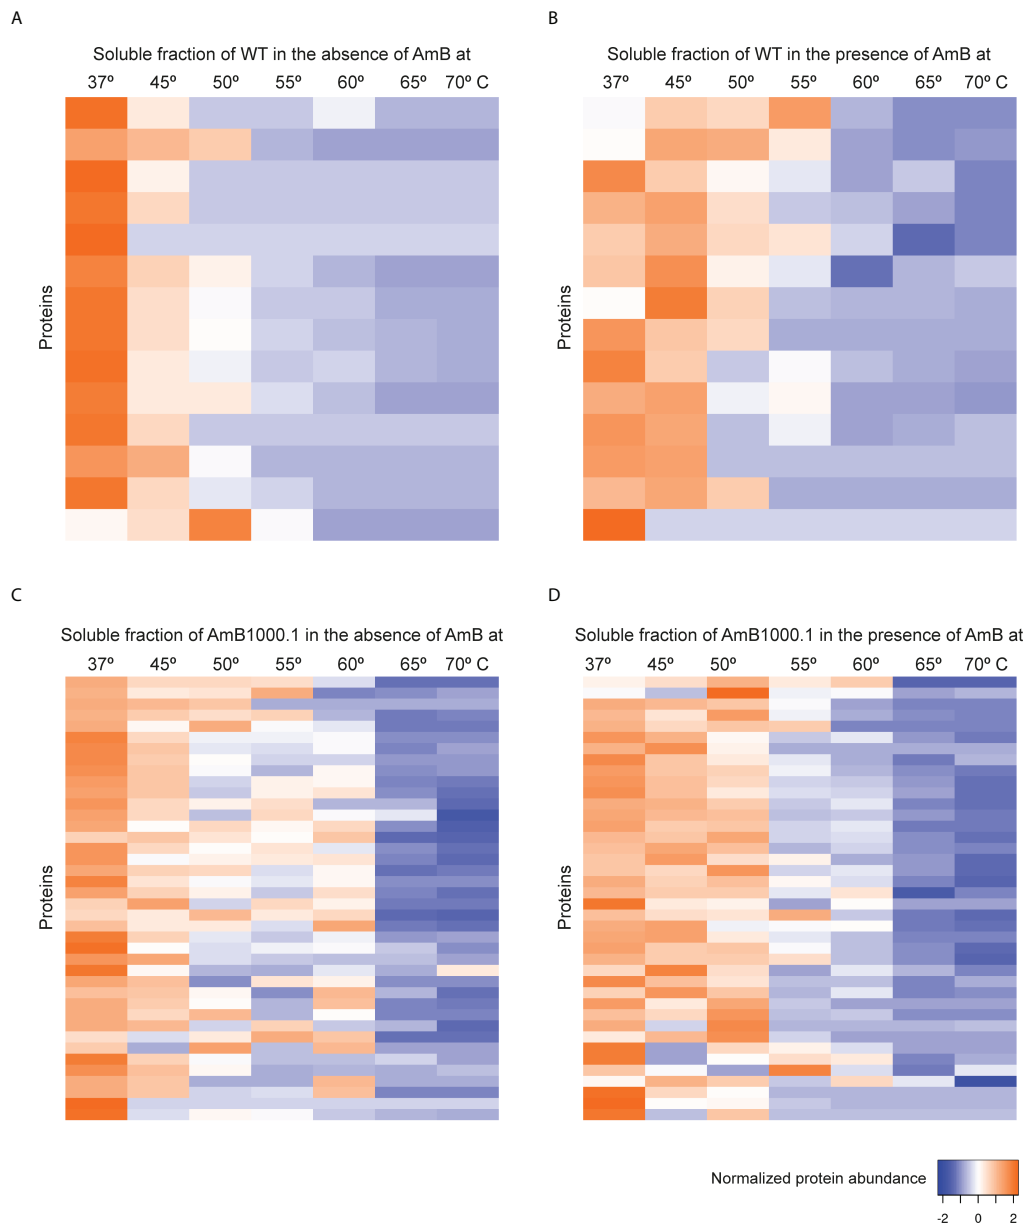 A
Soluble fraction of WT in the absence of AmB at
37º 45º 50º 55º 60º 65º 70º C
Proteins
B
Soluble fraction of WT in the presence of AmB at
37º 45º 50º 55º 60º 65º 70º C
Proteins
C
Soluble fraction of AmB1000.1 in the absence of AmB at
37º 45º 50º 55º 60º 65º 70º C
Proteins
D
Soluble fraction of AmB1000.1 in the presence of AmB at
37º 45º 50º 55º 60º 65º 70º C
Proteins
Normalized protein abundance
-2 0 2